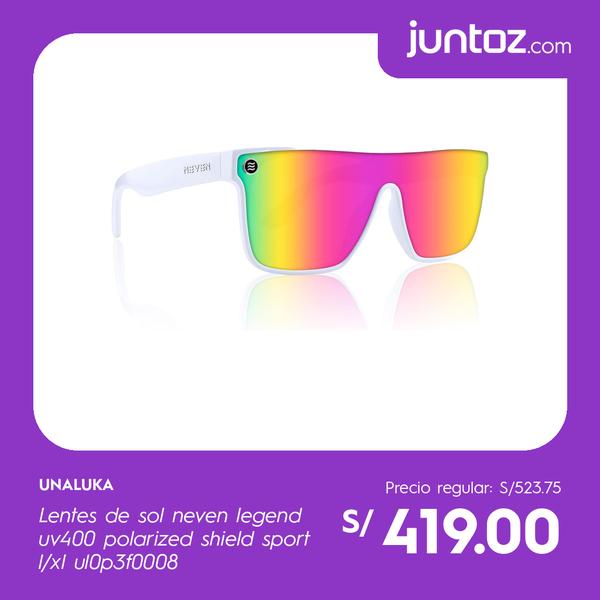 juntoz.com
NEVEN
UNALUKA
Lentes de sol neven legend
uv400 polarized shield sport
l/xl ul0p3f0008
Precio regular: S/523.75
S/ 419.00